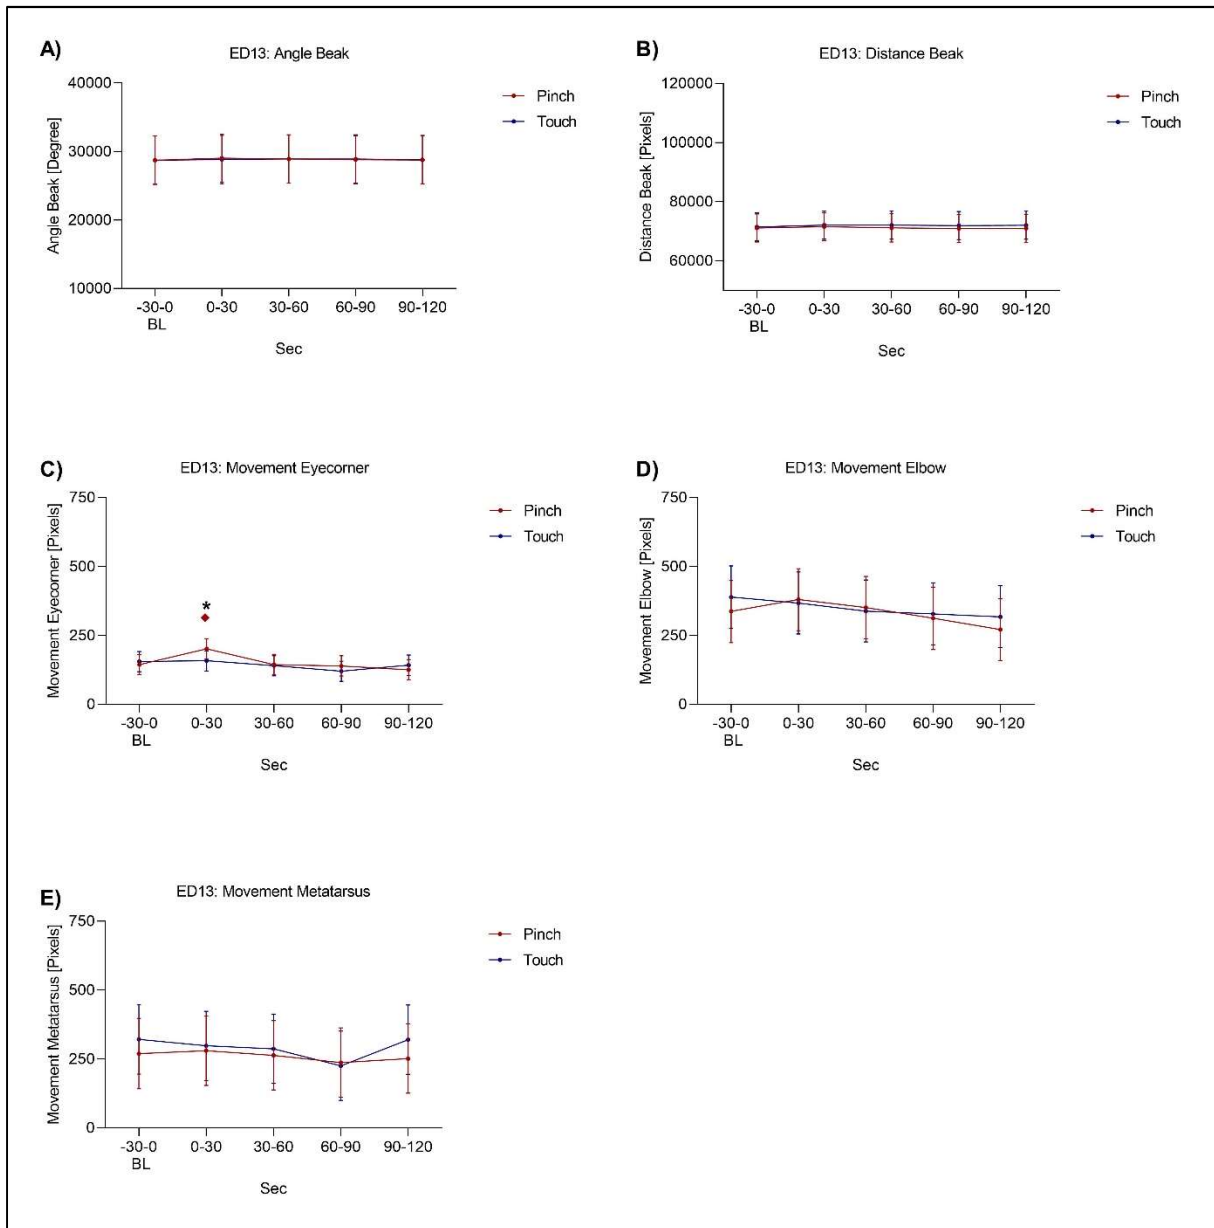 A)
ED13: Angle Beak
Angle Beak [Degree]
40000
30000
20000
10000
-30-0 0-30 30-60 60-90 90-120
BL
Sec
Pinch
Touch
B)
ED13: Distance Beak
Distance Beak [Pixels]
120000
100000
80000
60000
-30-0 0-30 30-60 60-90 90-120
BL
Sec
Pinch
Touch
C)
ED13: Movement Eyecorner
Movement Eyecorner [Pixels]
750
500
250
0
*
-30-0 0-30 30-60 60-90 90-120
BL
Sec
Pinch
Touch
D)
ED13: Movement Elbow
Movement Elbow [Pixels]
750
500
250
0
-30-0 0-30 30-60 60-90 90-120
BL
Sec
Pinch
Touch
E)
ED13: Movement Metatarsus
Movement Metatarsus [Pixels]
750
500
250
0
-30-0 0-30 30-60 60-90 90-120
BL
Sec
Pinch
Touch